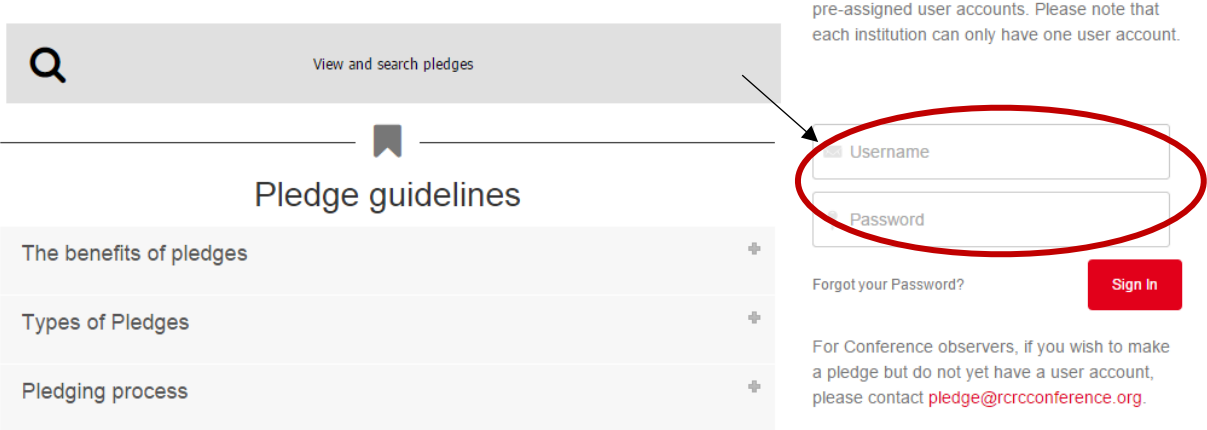 View and search pledges
Pledge guidelines
The benefits of pledges
Types of Pledges
Pledging process
pre-assigned user accounts. Please note that
each institution can only have one user account.
Username
Password
Forgot your Password?
Sign In
For Conference observers, if you wish to make
a pledge but do not yet have a user account,
please contact pledge@rcrcconference.org.